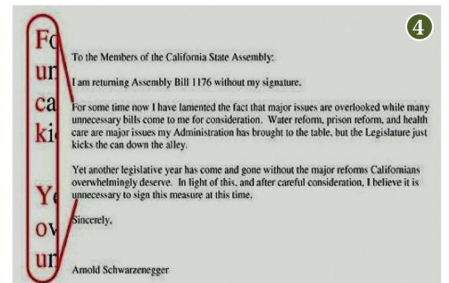 4
Fo
un
ca
ki
Ye
ov
un
To the Members of the California State Assembly:
I am returning Assembly Bill 1176 without my signature.
For some time now I have lamented the fact that major issues are overlooked while many
unnecessary bills come to me for consideration. Water reform, prison reform, and health
care are major issues my Administration has brought to the table, but the Legislature just
kicks the can down the alley.
Yet another legislative year has come and gone without the major reforms Californians
overwhelmingly deserve. In light of this, and after careful consideration, I believe it is
unnecessary to sign this measure at this time.
Sincerely,
Arnold Schwarzenegger